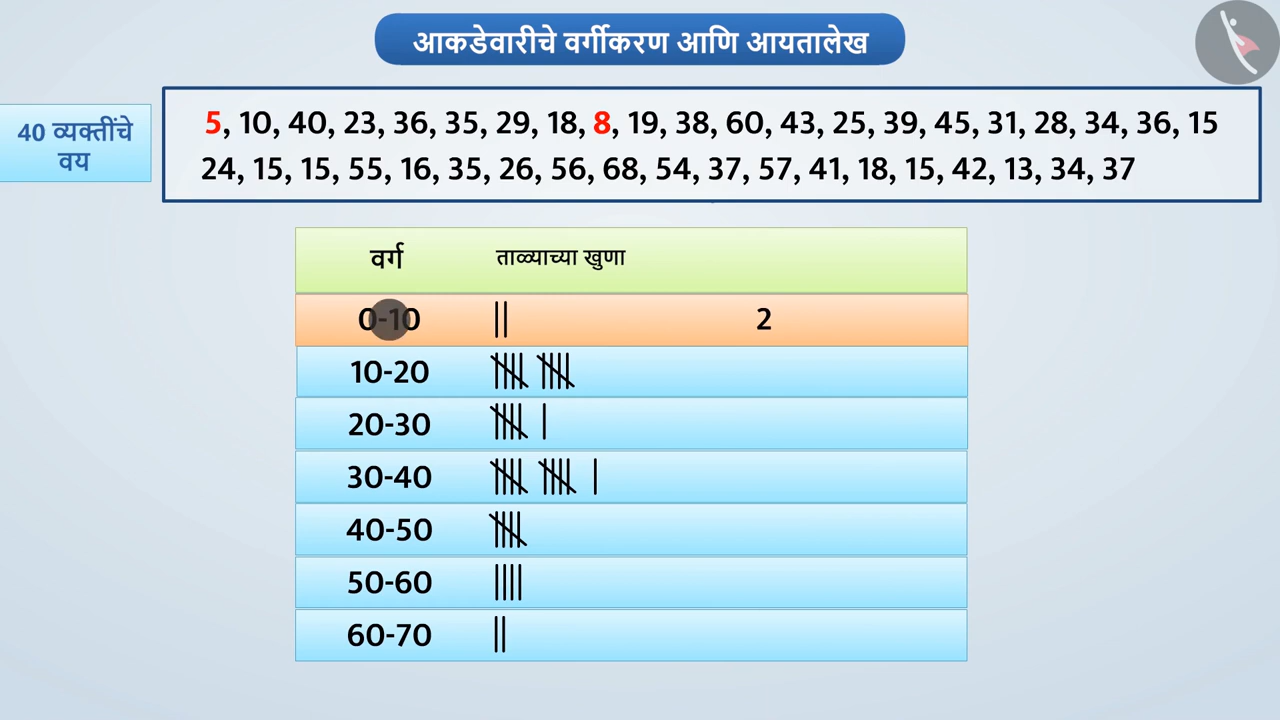 आकडेवारीचे वर्गीकरण आणि आयतालेख
40 व्यक्तींचे
वय
5, 10, 40, 23, 36, 35, 29, 18, 8, 19, 38, 60, 43, 25, 39, 45, 31, 28, 34, 36, 15
24, 15, 15, 55, 16, 35, 26, 56, 68, 54, 37, 57, 41, 18, 15, 42, 13, 34, 37
वर्ग ताळ्याच्या खुणा
0-10 2
10-20
20-30
30-40
40-50
50-60
60-70